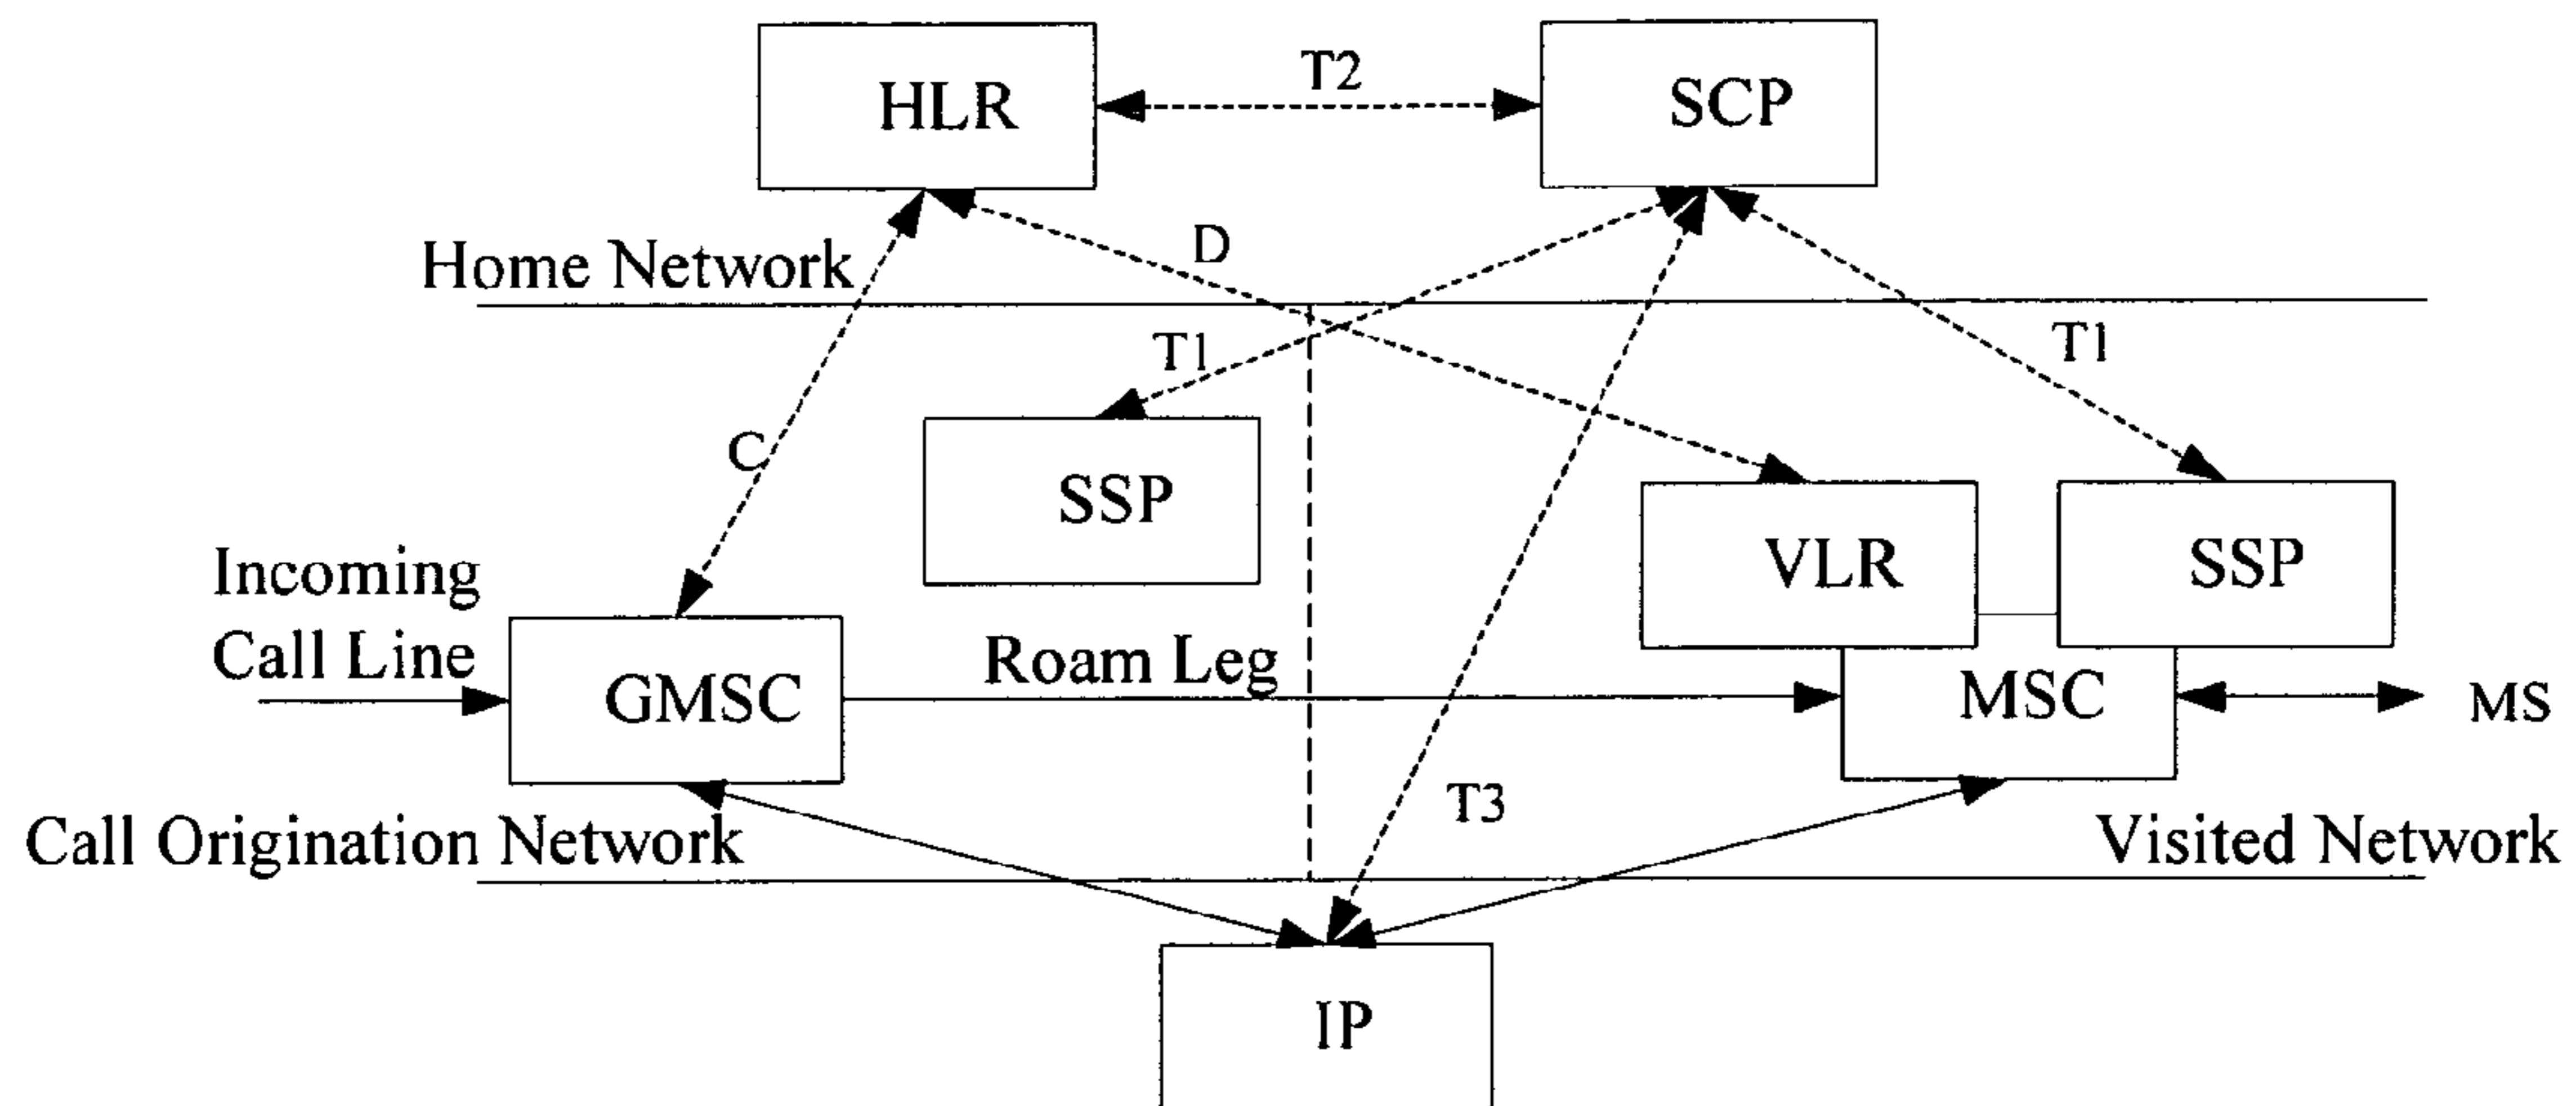 HLR
T2
SCP
D
Home Network
T1
T1
C
SSP
VLR
SSP
Incoming
Call Line
Roam Leg
GMSC
MSC
MS
T3
Call Origination Network
Visited Network
IP